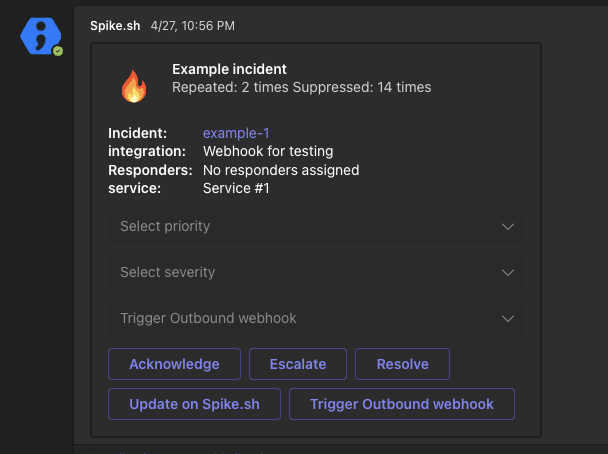 Spike.sh 4/27, 10:56 PM
Example incident
Repeated: 2 times Suppressed: 14 times
Incident: example-1
integration: Webhook for testing
Responders: No responders assigned
service: Service #1
Select priority
Select severity
Trigger Outbound webhook
Acknowledge Escalate Resolve
Update on Spike.sh Trigger Outbound webhook